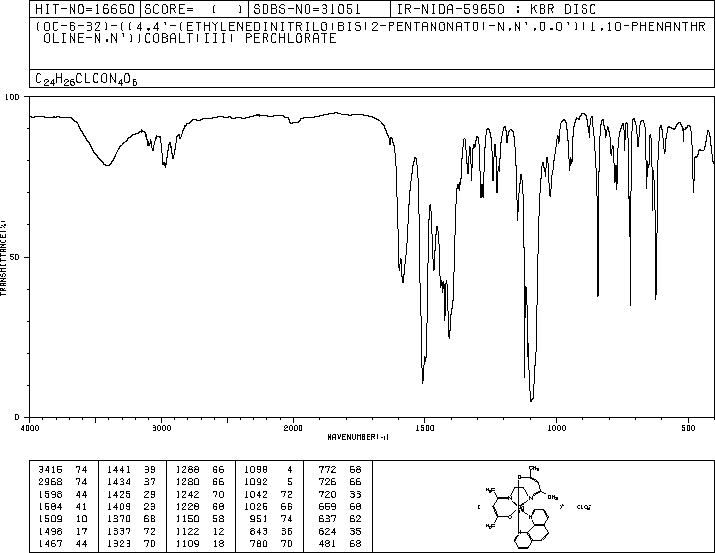 HIT-NO=16650 SCORE= ( ) SDBS-NO=31051 IR-NIDA-59650 : KBR DISC
(OC-6-32)-((4,4'-(ETHYLENEDINITRILO)BIS(2-PENTANONATO)-N,N',O,O')(1,10-PHENANTHR
OLINE-N,N'))COBALT(III) PERCHLORATE
C24H26CLCON4O6
100
50
0
TRANSMITTANCE(%)
4000 3000 2000 1500 1000 500
WAVENUMBER(-1)
3415 74 1441 39 1288 66 1098 4 772 68
2968 74 1434 37 1280 66 1092 5 726 66
1598 44 1425 29 1242 70 1042 72 720 33
1584 41 1409 23 1228 68 1026 66 659 68
1509 10 1370 68 1150 58 951 74 637 62
1498 17 1337 72 1122 12 843 36 624 35
1467 44 1323 70 1109 18 780 70 481 68